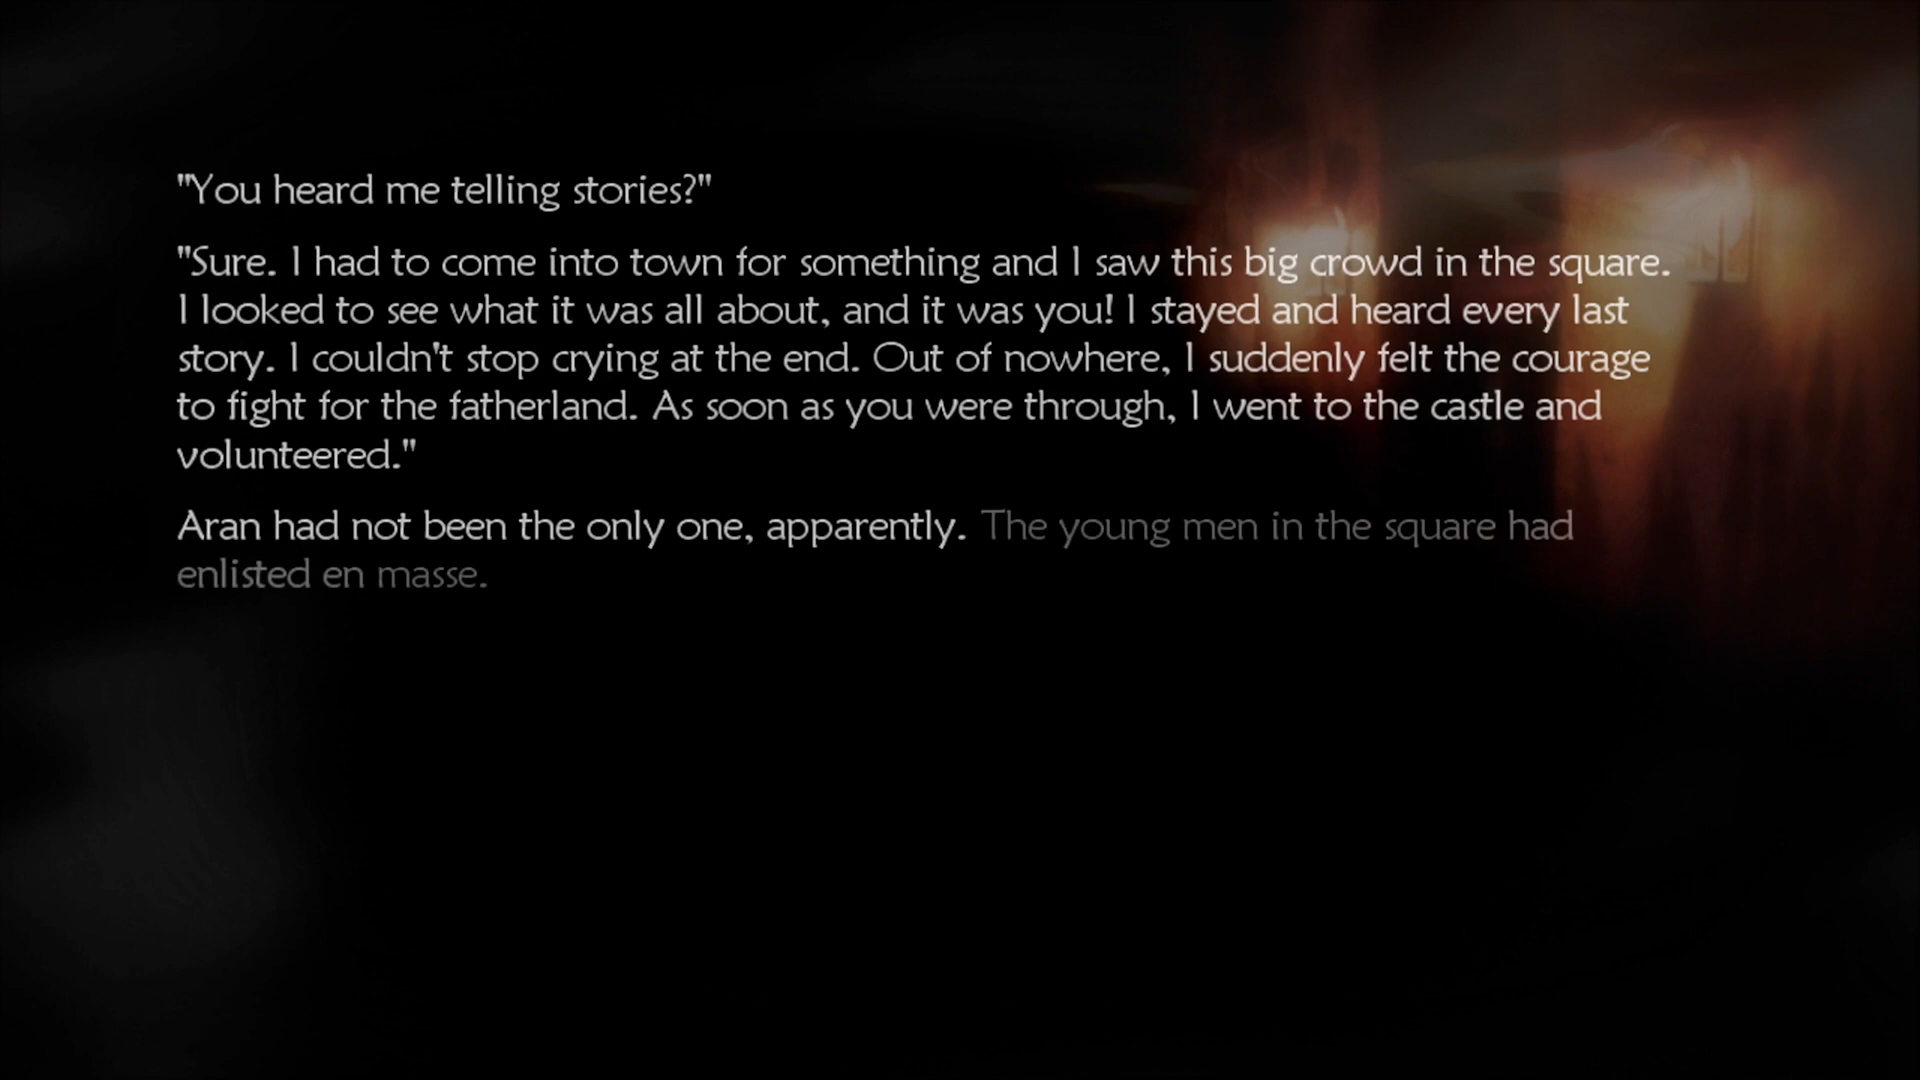 "You heard me telling stories?"
"Sure. I had to come into town for something and I saw this big crowd in the square.
I looked to see what it was all about, and it was you! I stayed and heard every last
story. I couldn't stop crying at the end. Out of nowhere, I suddenly felt the courage
to fight for the fatherland. As soon as you were through, I went to the castle and
volunteered."
Aran had not been the only one, apparently. The young men in the square had
enlisted en masse.